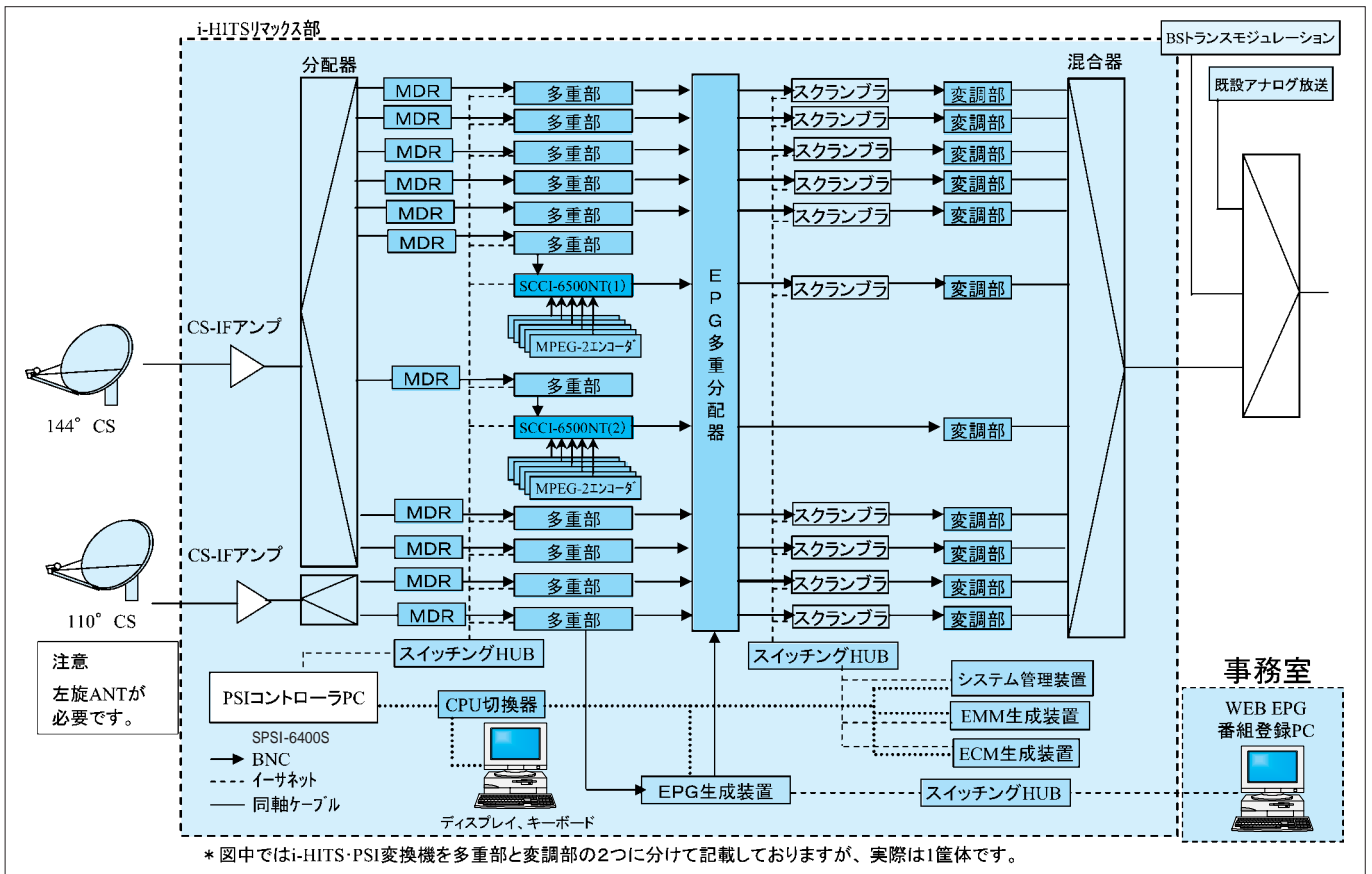 i-HITSリマックス部
BSトランスモジュレーション
既設アナログ放送
分配器
混合器
MDR
多重部
スクランブラ
変調部
MDR
多重部
スクランブラ
変調部
MDR
多重部
スクランブラ
変調部
MDR
多重部
スクランブラ
変調部
MDR
多重部
スクランブラ
変調部
MDR
多重部
SCCI-6500NT(1)
スクランブラ
変調部
MPEG-2エンコーダ
EPG多重分配器
CS-IFアンプ
144° CS
MDR
多重部
SCCI-6500NT(2)
変調部
MPEG-2エンコーダ
MDR
多重部
スクランブラ
変調部
MDR
多重部
スクランブラ
変調部
CS-IFアンプ
110° CS
MDR
多重部
スクランブラ
変調部
MDR
多重部
スクランブラ
変調部
注意
左旋ANTが
必要です。
スイッチングHUB
スイッチングHUB
PSIコントローラPC
SPSI-6400S
CPU切換器
システム管理装置
EMM生成装置
ECM生成装置
BNC
イーサネット
同軸ケーブル
ディスプレイ、キーボード
EPG生成装置
スイッチングHUB
事務室
WEB EPG
番組登録PC
*図中ではi-HITS・PSI変換機を多重部と変調部の2つに分けて記載しておりますが、実際は1筐体です。